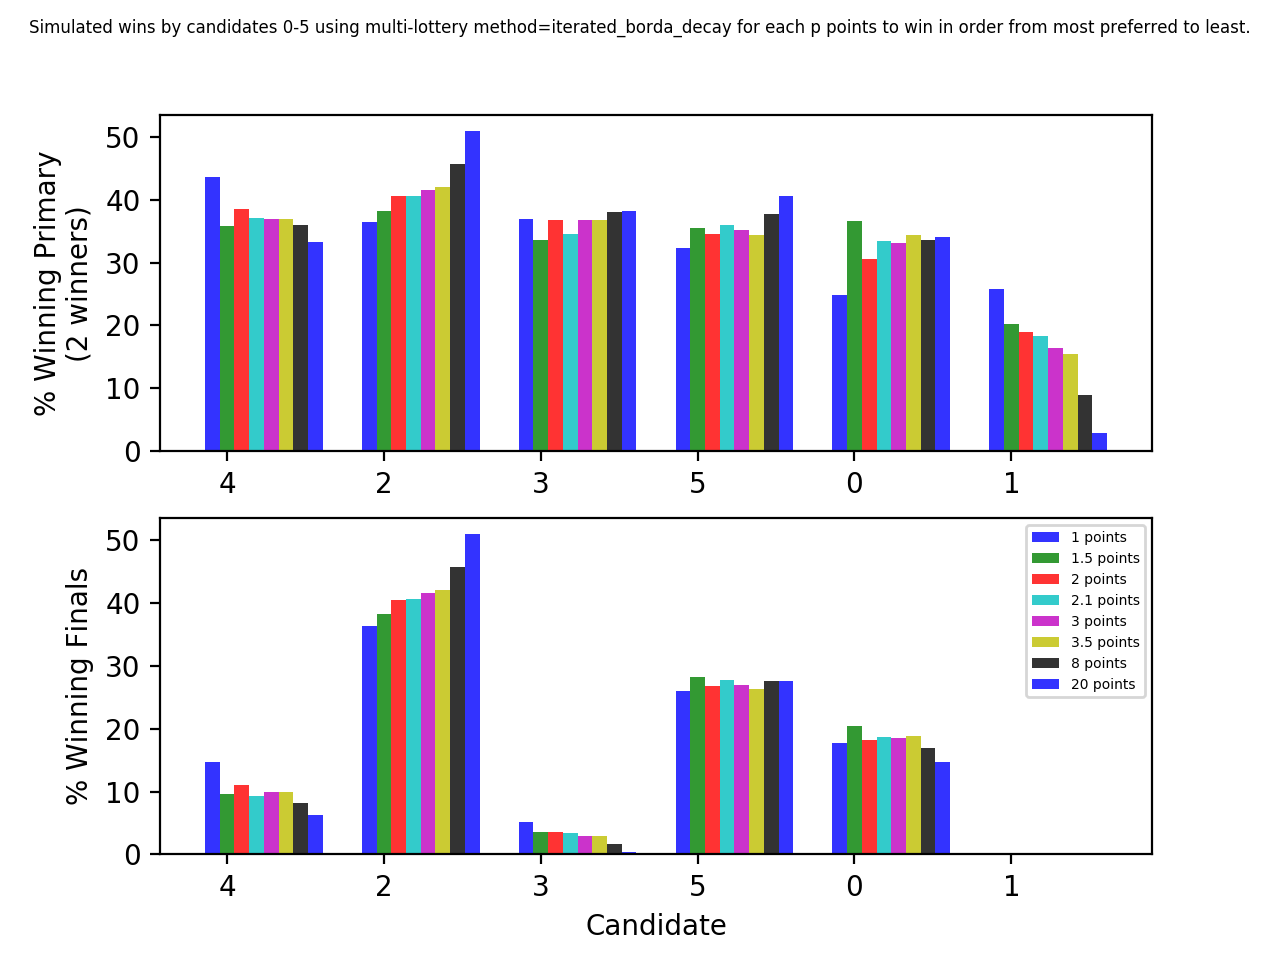 Simulated wins by candidates 0-5 using multi-lottery method=iterated_borda_decay for each p points to win in order from most preferred to least.
% Winning Primary
(2 winners)
50
40
30
20
10
0
4 2 3 5 0 1
% Winning Finals
50
40
30
20
10
0
1 points
1.5 points
2 points
2.1 points
3 points
3.5 points
8 points
20 points
4 2 3 5 0 1
Candidate